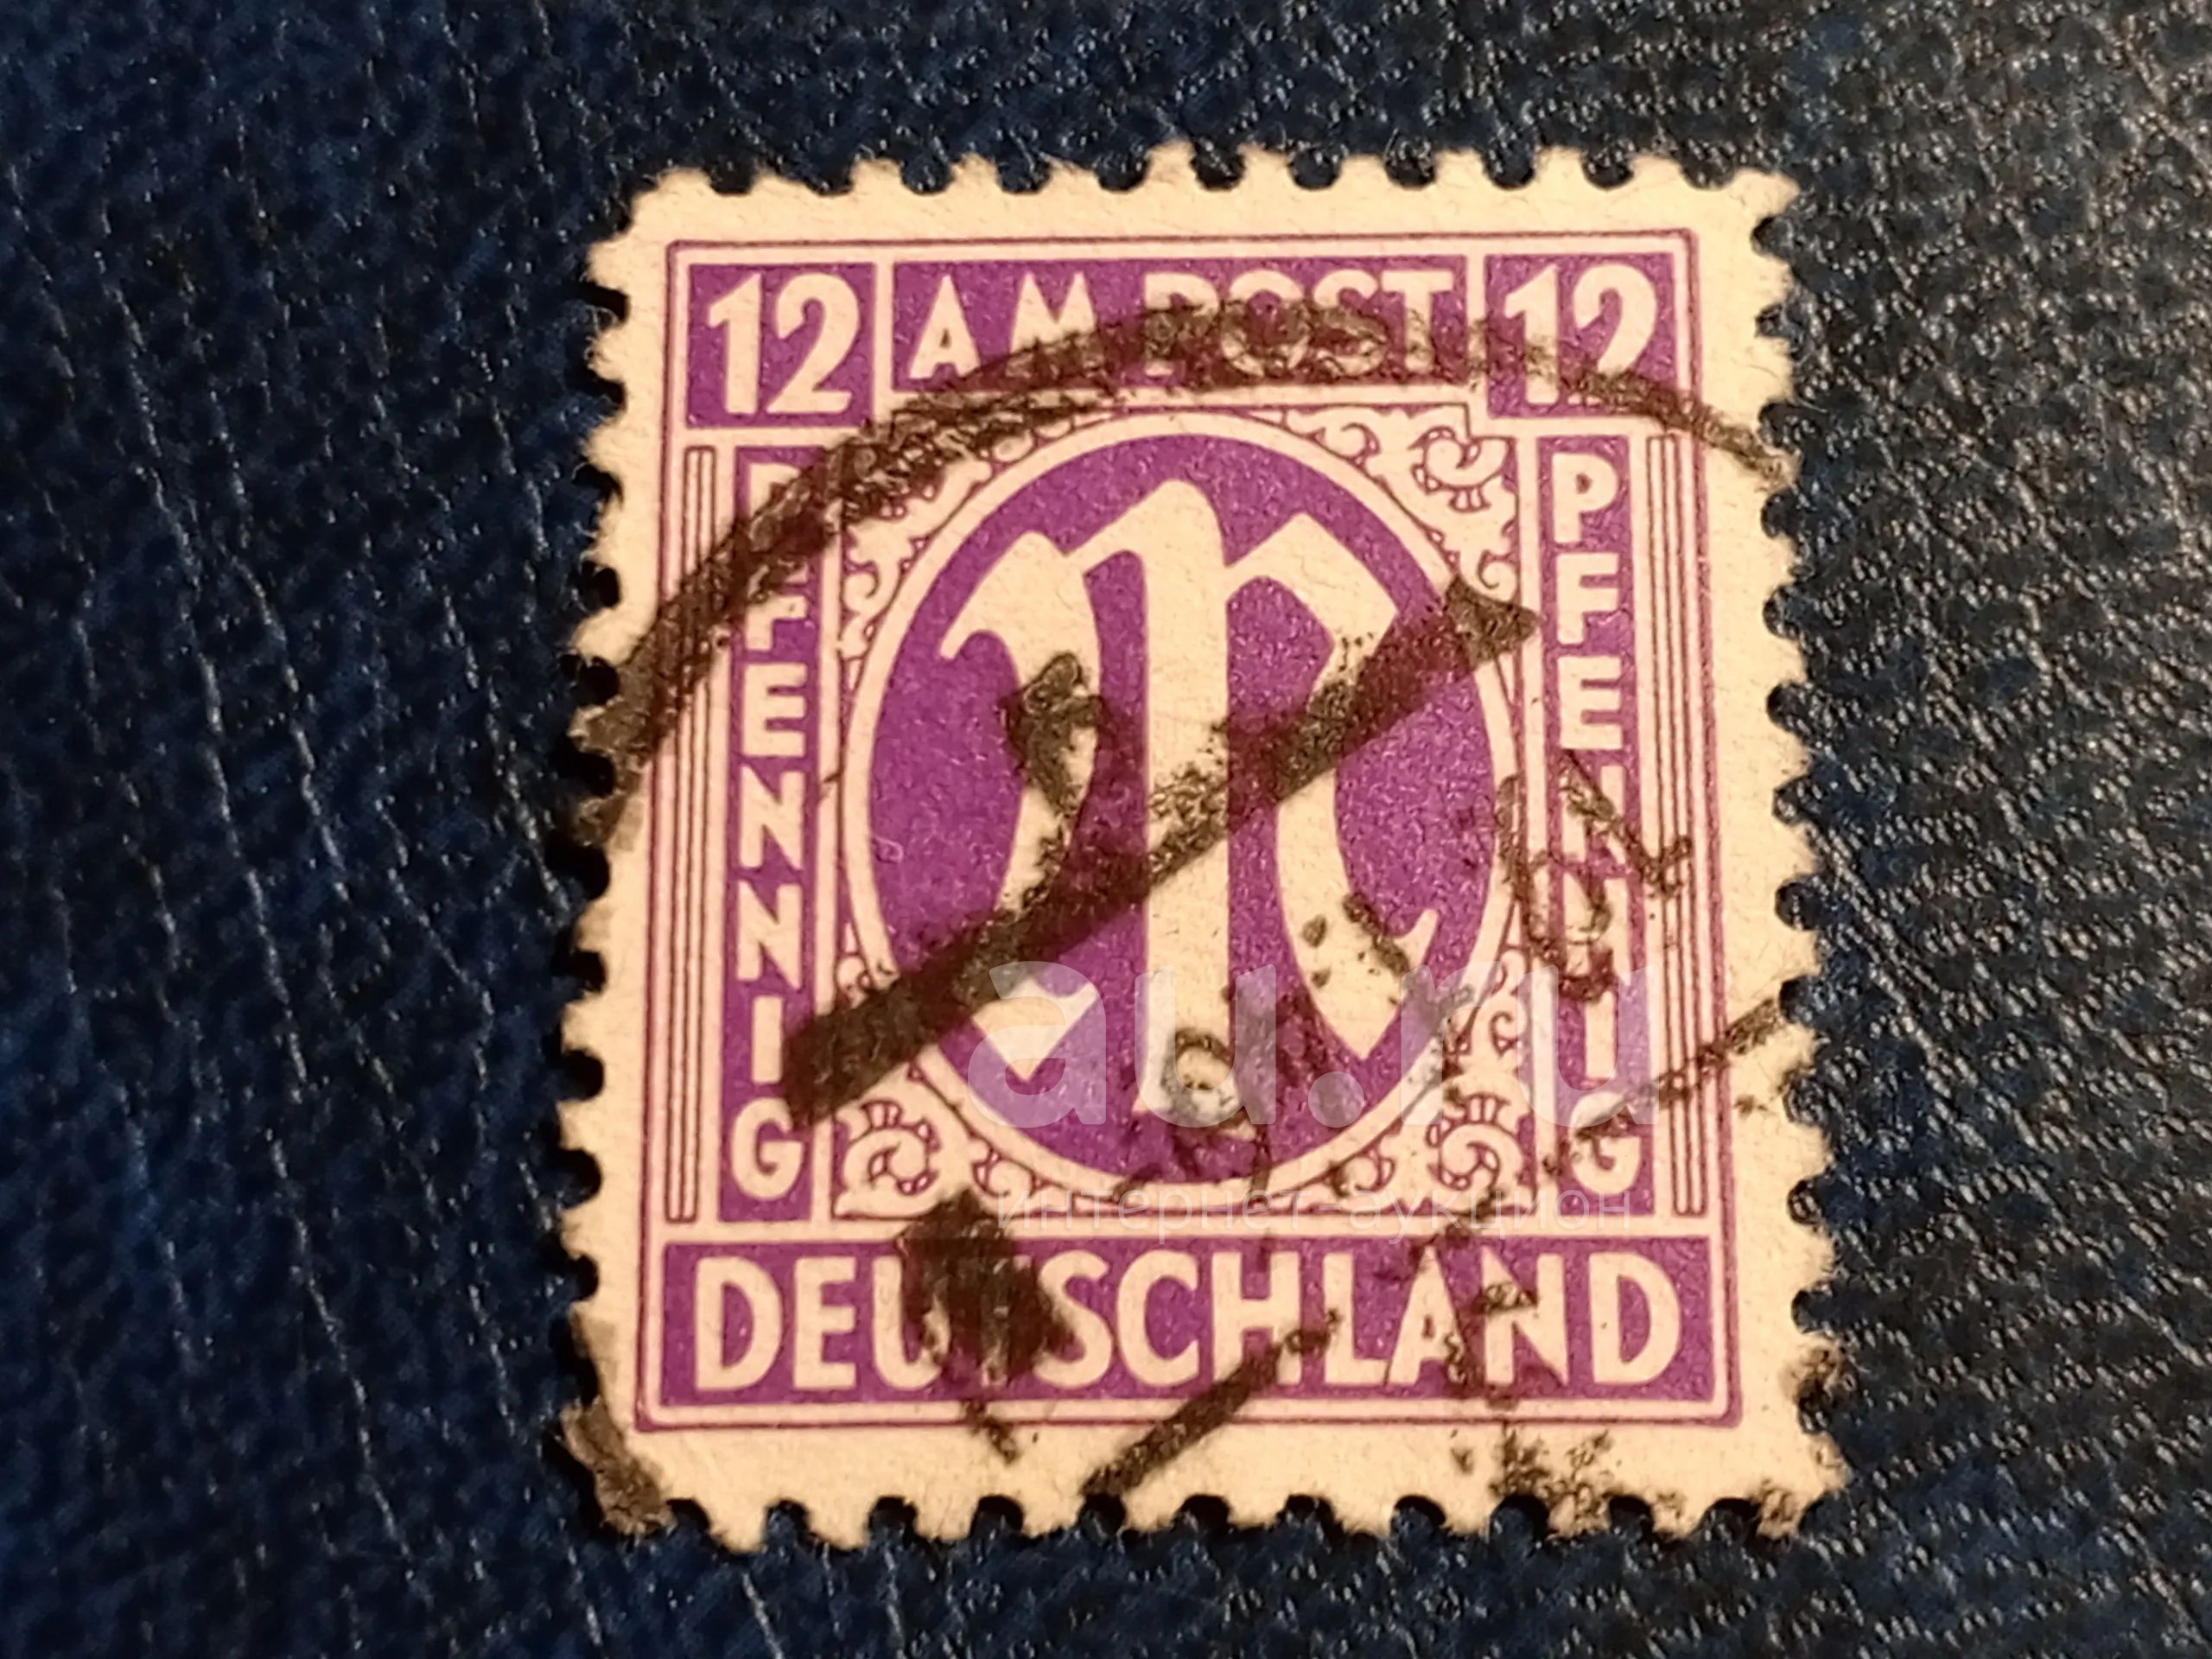 12 AM POST 12
PFENNIG
M
PFENNIG
DEUTSCHLAND
au.ru
интернет-аукцион